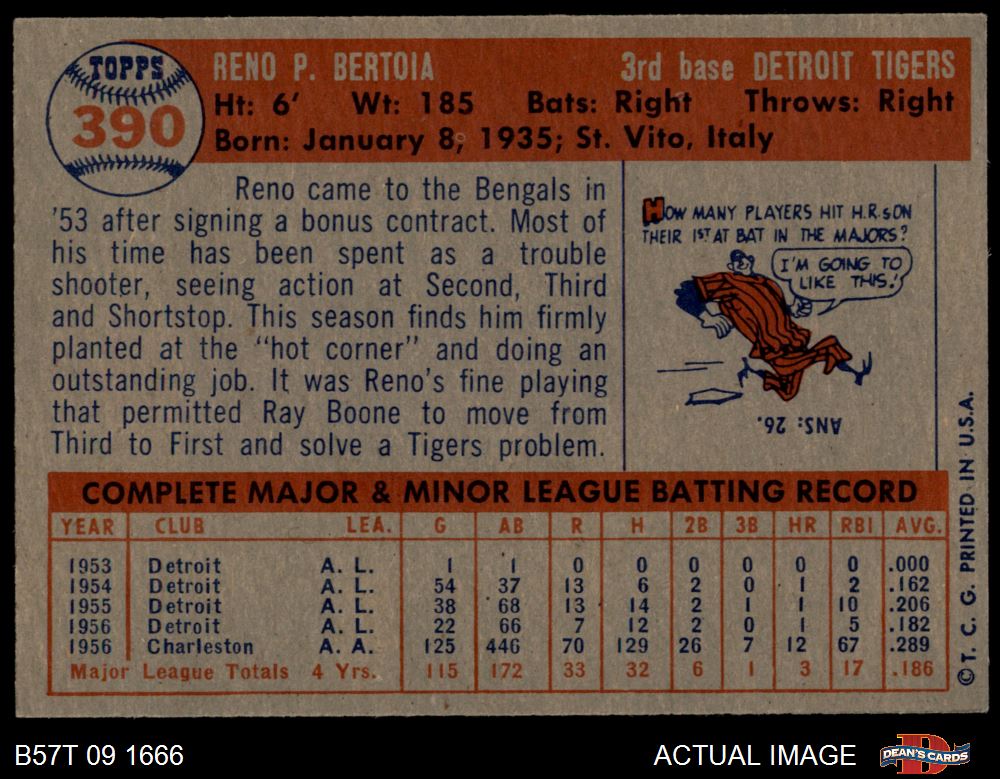 TOPPS
390
RENO P. BERTOIA 3rd base DETROIT TIGERS
Ht: 6' Wt: 185 Bats: Right Throws: Right
Born: January 8, 1935; St. Vito, Italy
Reno came to the Bengals in
'53 after signing a bonus contract. Most of
his time has been spent as a trouble
shooter, seeing action at Second, Third
and Shortstop. This season finds him firmly
planted at the "hot corner" and doing an
outstanding job. It was Reno's fine playing
that permitted Ray Boone to move from
Third to First and solve a Tigers problem.
HOW MANY PLAYERS HIT H.R.s ON
THEIR 1ST AT BAT IN THE MAJORS?
I'M GOING TO
LIKE THIS!
ANS: 26.
COMPLETE MAJOR & MINOR LEAGUE BATTING RECORD
YEAR CLUB LEA. G AB R H 2B 3B HR RBI AVG.
1953 Detroit A. L. 1 1 0 0 0 0 0 0 .000
1954 Detroit A. L. 54 37 13 6 2 0 1 2 .162
1955 Detroit A. L. 38 68 13 14 2 1 1 10 .206
1956 Detroit A. L. 22 66 7 12 2 0 1 5 .182
1956 Charleston A. A. 125 446 70 129 26 7 12 67 .289
Major League Totals 4 Yrs. 115 172 33 32 6 1 3 17 .186
©T. C. G. PRINTED IN U.S.A.
B57T 09 1666 ACTUAL IMAGE
D
DEAN'S CARDS